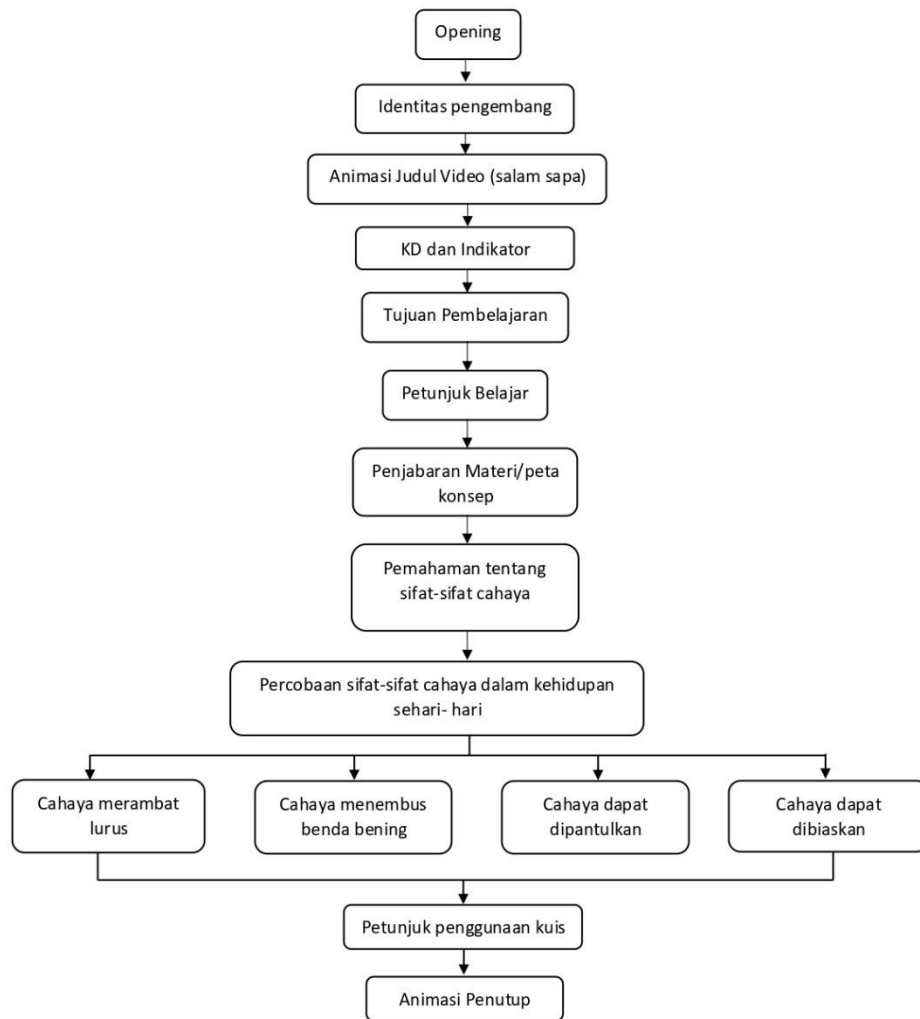 Opening
Identitas pengembang
Animasi Judul Video (salam sapa)
KD dan Indikator
Tujuan Pembelajaran
Petunjuk Belajar
Penjabaran Materi/peta
konsep
Pemahaman tentang
sifat-sifat cahaya
Percobaan sifat-sifat cahaya dalam kehidupan
sehari- hari
Cahaya merambat
lurus
Cahaya menembus
benda bening
Cahaya dapat
dipantulkan
Cahaya dapat
dibiaskan
Petunjuk penggunaan kuis
Animasi Penutup